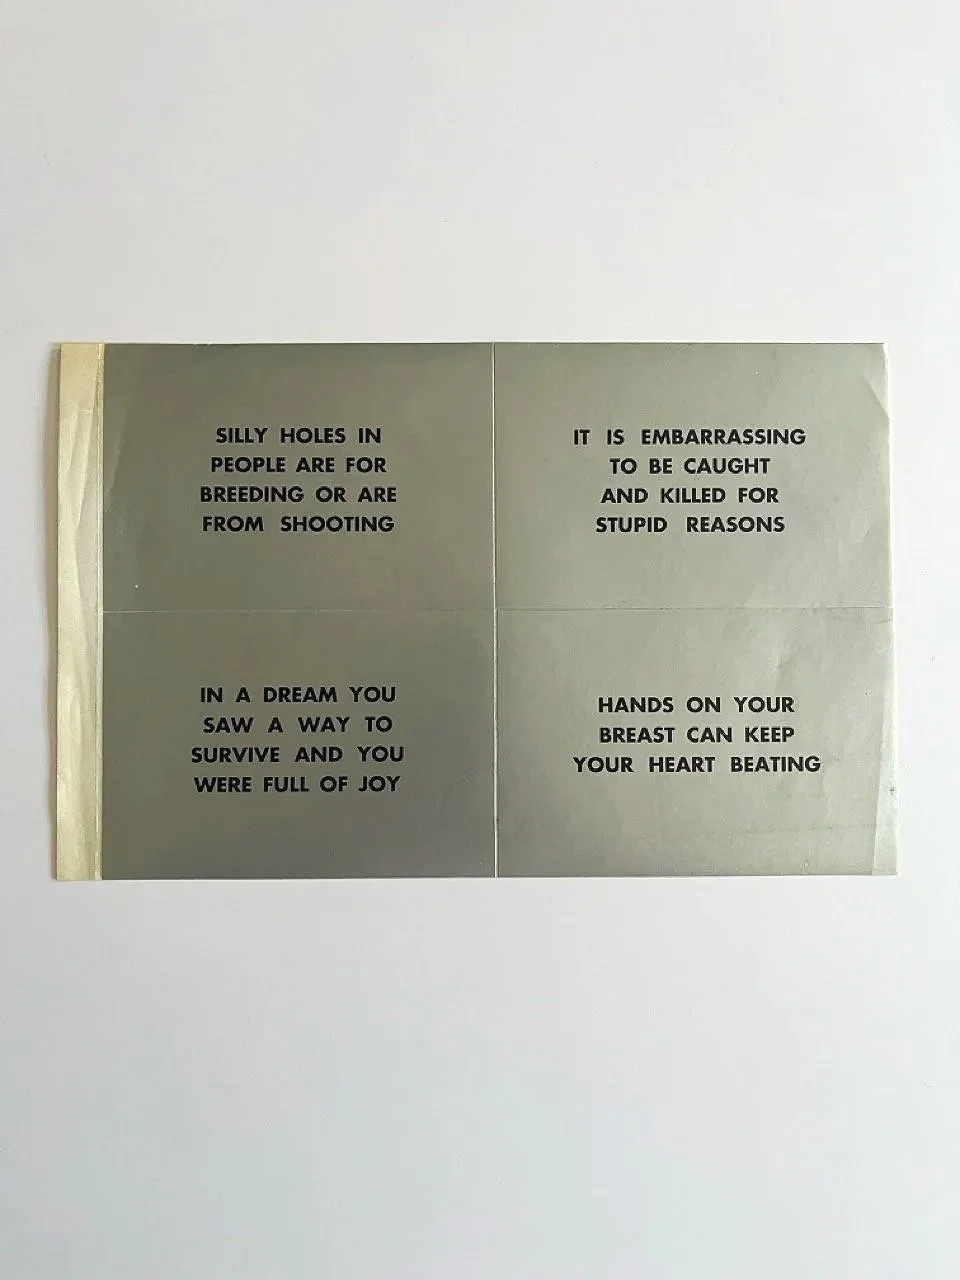 SILLY HOLES IN
PEOPLE ARE FOR
BREEDING OR ARE
FROM SHOOTING
IT IS EMBARRASSING
TO BE CAUGHT
AND KILLED FOR
STUPID REASONS
IN A DREAM YOU
SAW A WAY TO
SURVIVE AND YOU
WERE FULL OF JOY
HANDS ON YOUR
BREAST CAN KEEP
YOUR HEART BEATING